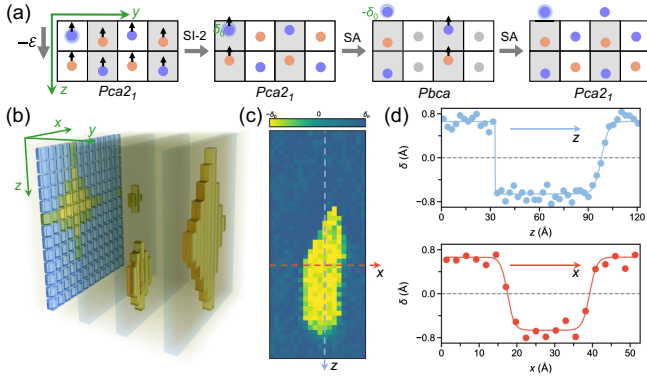 (a)
y
−ε
z
δ₀
SI-2
-δ₀
SA
SA
Pca2₁
Pca2₁
Pbca
Pca2₁
(b)
x
y
z
(c)
−δ₀ 0 δ₀
x
z
(d)
0.8
0.0
−0.8
δ (Å)
z
0 30 60 90 120
z (Å)
0.8
0.0
−0.8
δ (Å)
x
0 10 20 30 40 50
x (Å)